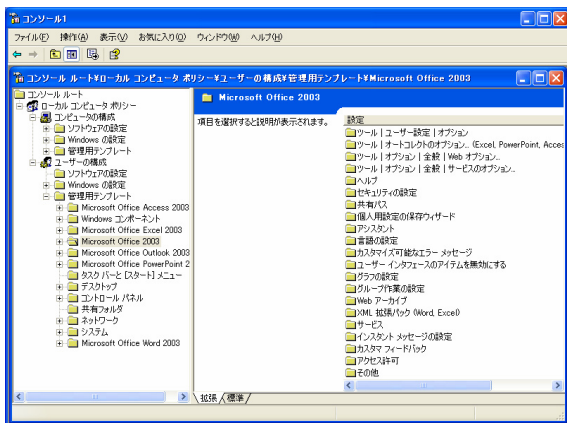 コンソール1
ファイル(F) 操作(A) 表示(V) お気に入り(O) ウィンドウ(W) ヘルプ(H)
コンソール ルート¥ローカル コンピュータ ポリシー¥ユーザーの構成¥管理用テンプレート¥Microsoft Office 2003
コンソール ルート
ローカル コンピュータ ポリシー
コンピュータの構成
ソフトウェアの設定
Windows の設定
管理用テンプレート
ユーザーの構成
ソフトウェアの設定
Windows の設定
管理用テンプレート
Microsoft Office Access 2003
Windows コンポーネント
Microsoft Office Excel 2003
Microsoft Office 2003
Microsoft Office Outlook 2003
Microsoft Office PowerPoint 2
タスク バーと [スタート] メニュー
デスクトップ
コントロール パネル
共有フォルダ
ネットワーク
システム
Microsoft Office Word 2003
Microsoft Office 2003
項目を選択すると説明が表示されます。
設定
ツール | ユーザー設定 | オプション
ツール | オートコレクトのオプション... (Excel, PowerPoint, Acces
ツール | オプション | 全般 | Web オプション...
ツール | オプション | 全般 | サービスのオプション...
ヘルプ
セキュリティの設定
共有パス
個人用設定の保存ウィザード
アシスタント
言語の設定
カスタマイズ可能なエラー メッセージ
ユーザー インタフェースのアイテムを無効にする
グラフの設定
グループ作業の設定
Web アーカイブ
XML 拡張パック (Word, Excel)
サービス
インスタント メッセージの設定
カスタマ フィードバック
アクセス許可
その他
拡張 標準